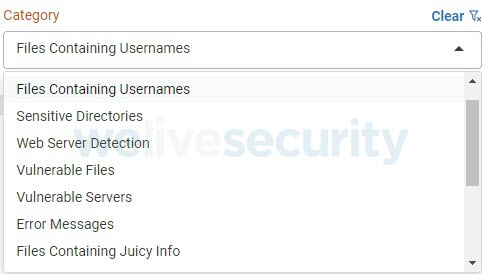 Category
Clear
Files Containing Usernames
Files Containing Usernames
Sensitive Directories
Web Server Detection
welivesecurity
Vulnerable Files
Vulnerable Servers
Error Messages
Files Containing Juicy Info